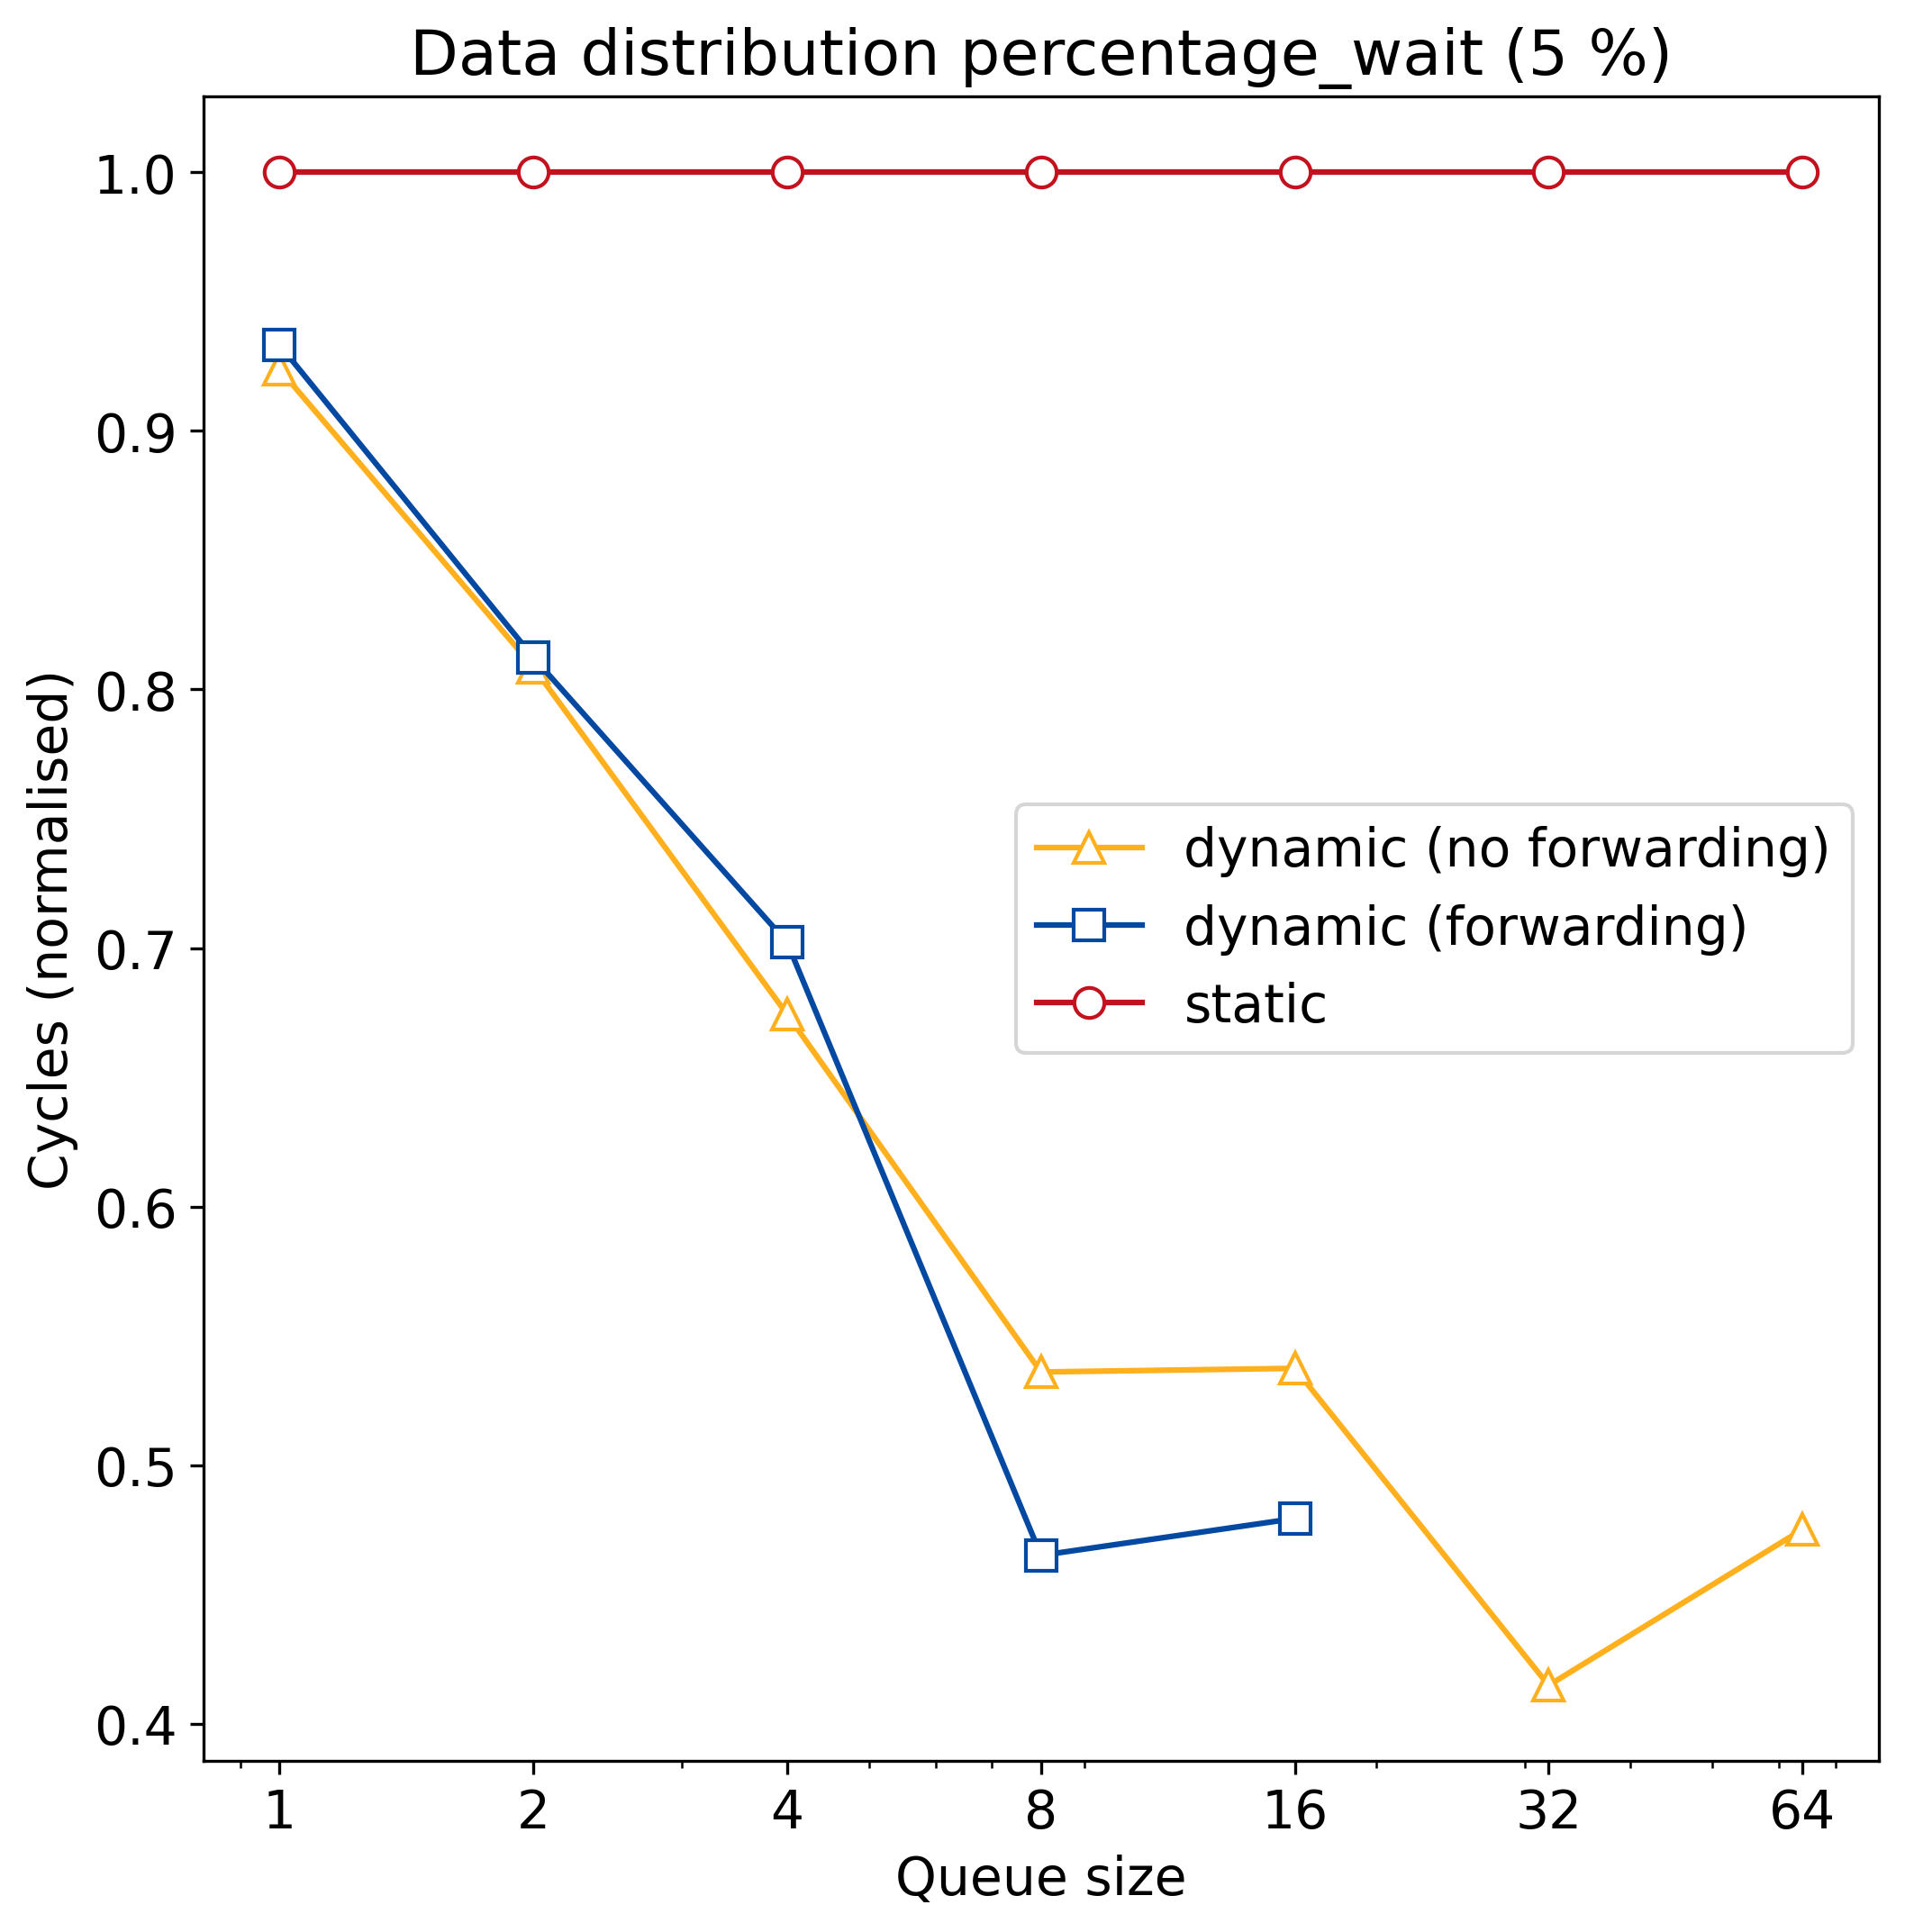 Data distribution percentage_wait (5 %)
1.0
0.9
0.8
0.7
0.6
0.5
0.4
Cycles (normalised)
dynamic (no forwarding)
dynamic (forwarding)
static
1 2 4 8 16 32 64
Queue size